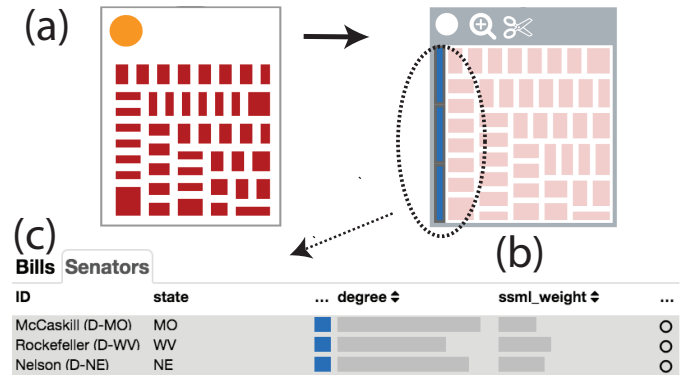 (a)
(b)
(c)
Bills Senators
ID state ... degree ssml_weight ...
McCaskill (D-MO) MO
Rockefeller (D-WV) WV
Nelson (D-NE) NE